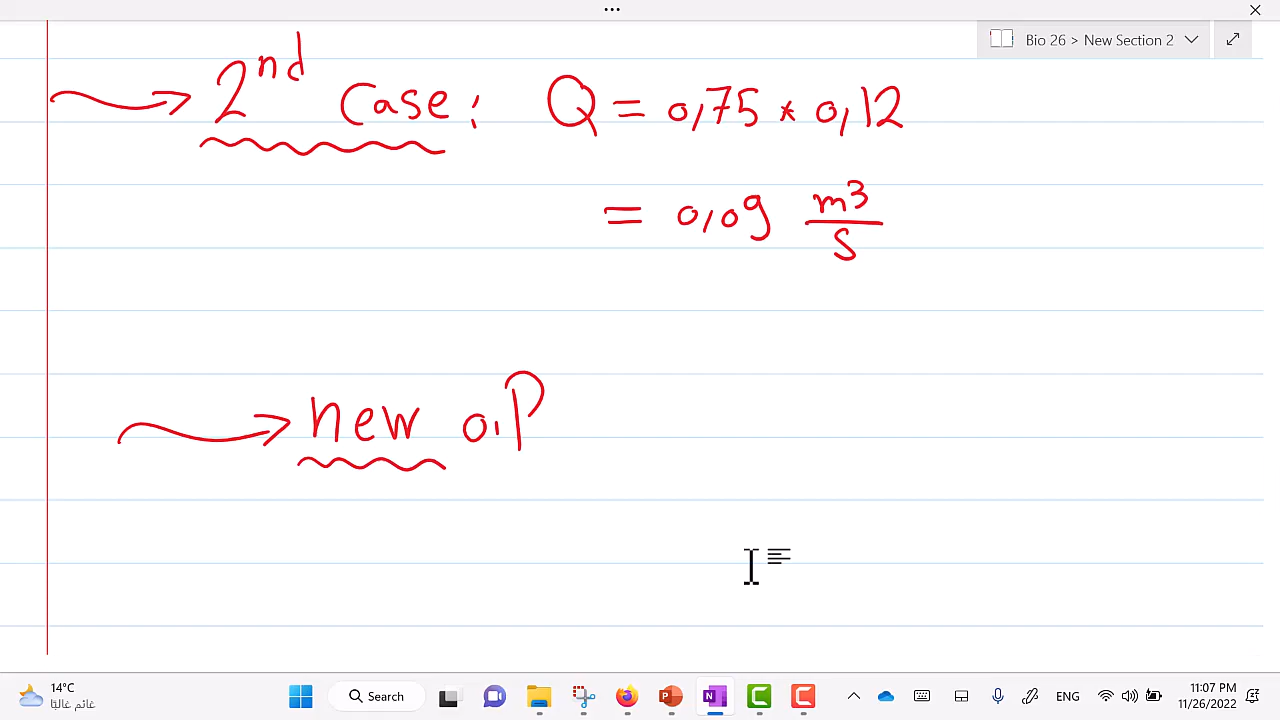 Bio 26 > New Section 2
2nd Case: Q = 0,75 * 0,12
= 0,09 m3/s
new o.P
14°C
غائم غالبًا
Search
ENG
11:07 PM
11/26/2022